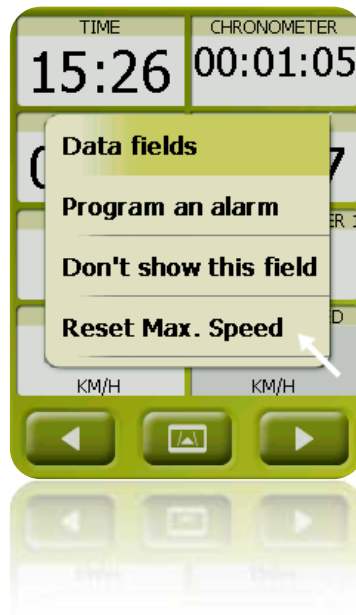 TIME
CHRONOMETER
15:26
00:01:05
Data fields
Program an alarm
Don't show this field
Reset Max. Speed
KM/H
KM/H